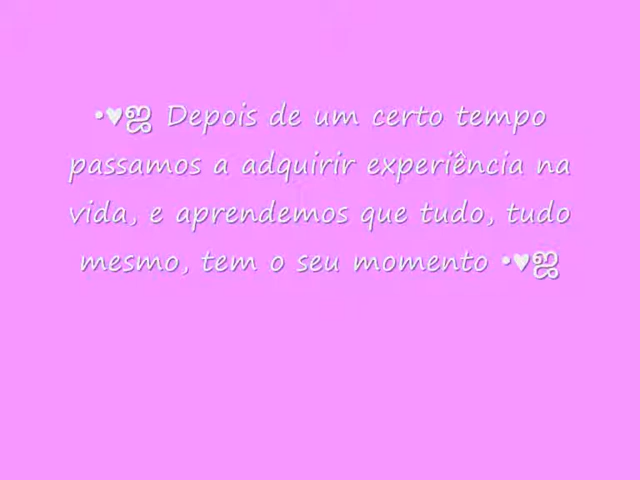 •♥ஜ Depois de um certo tempo
passamos a adquirir experiência na
vida, e aprendemos que tudo, tudo
mesmo, tem o seu momento •♥ஜ